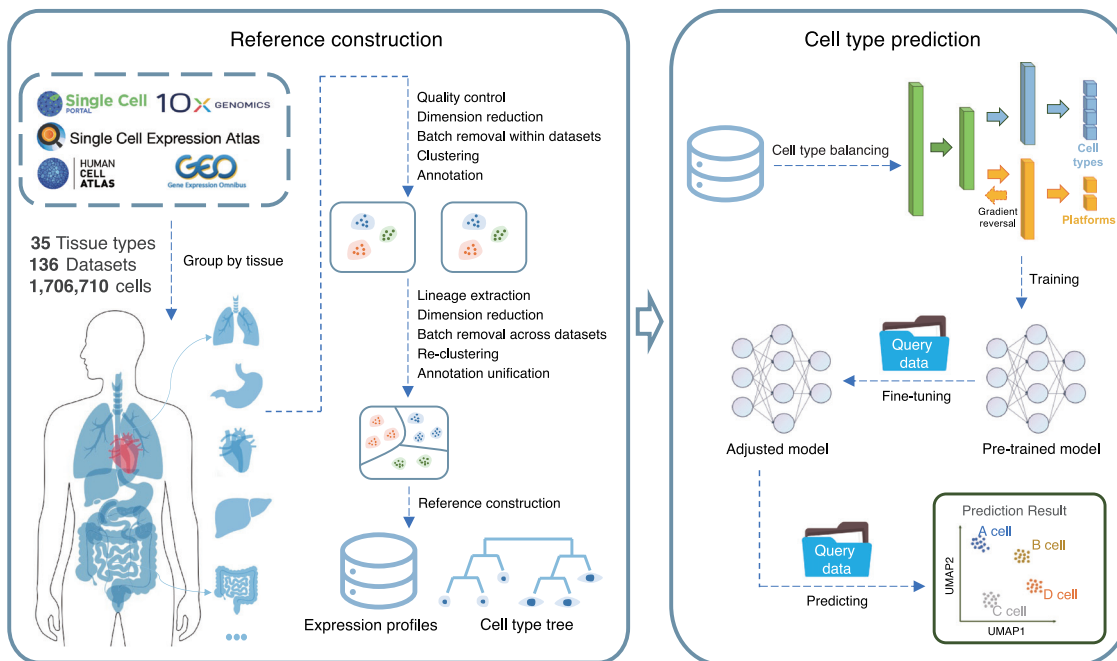 Reference construction
Single Cell
PORTAL
10X GENOMICS
Single Cell Expression Atlas
HUMAN
CELL
ATLAS
GEO
Gene Expression Omnibus
35 Tissue types
136 Datasets
1,706,710 cells
Group by tissue
Quality control
Dimension reduction
Batch removal within datasets
Clustering
Annotation
Lineage extraction
Dimension reduction
Batch removal across datasets
Re-clustering
Annotation unification
Reference construction
Expression profiles
Cell type tree
Cell type prediction
Cell type balancing
Cell
types
Gradient
reversal
Platforms
Training
Query
data
Fine-tuning
Adjusted model
Pre-trained model
Query
data
Predicting
Prediction Result
A cell
B cell
D cell
C cell
UMAP2
UMAP1